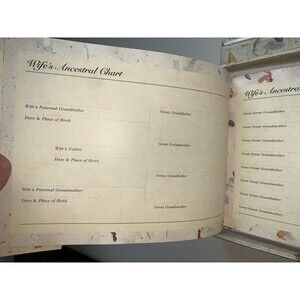 Wife's Ancestral Chart
Great Grandfather
Wife's Paternal Grandfather
Date & Place of Birth
Great Grandmother
Wife's Father
Date & Place of Birth
Great Grandfather
Wife's Paternal Grandmother
Date & Place of Birth
Great Grandmother
Wife's Ancestra
Great Great Grandfather
Great Great Grandmother
Great Great Grandfather
Great Great Grandmother
Great Great Grandfather
Great Great Grandmother
Great Great Grandfather
Great Great Grandmother